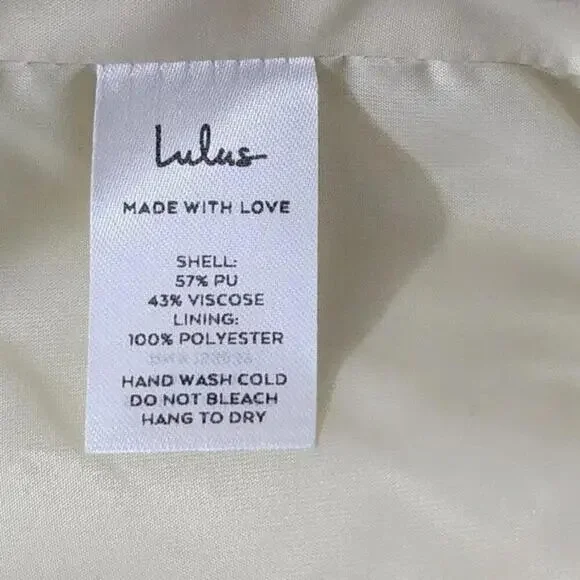 Lulus
MADE WITH LOVE
SHELL:
57% PU
43% VISCOSE
LINING:
100% POLYESTER
HAND WASH COLD
DO NOT BLEACH
HANG TO DRY